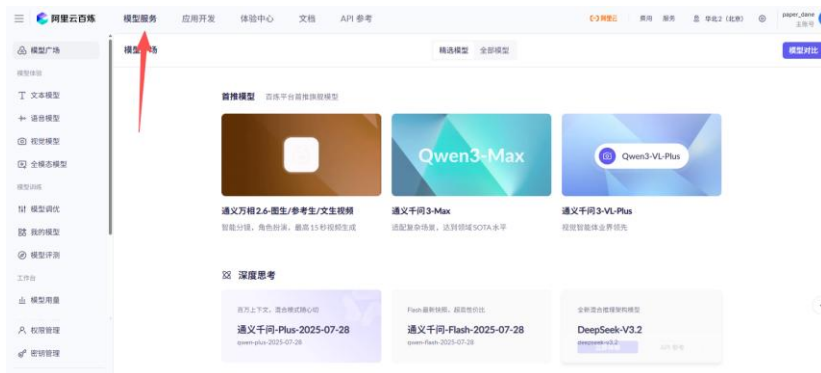 阿里云百炼
模型服务 应用开发 体验中心 文档 API 参考
阿里云 费用 服务 华北2（北京） paper_dane
主账号
模型广场
模型广场 精选模型 全部模型 模型对比
模型体验
文本模型
语音模型
视觉模型
全模态模型
模型训练
模型调优
我的模型
模型评测
工作台
模型用量
权限管理
密钥管理
首推模型 百炼平台首推旗舰模型
Qwen3-Max
Qwen3-VL-Plus
通义万相2.6-图生/参考生/文生视频 通义千问3-Max 通义千问3-VL-Plus
智能分镜，角色扮演，最高15秒视频生成 适配复杂场景，达到领域SOTA水平 视觉智能体业界领先
深度思考
百万上下文，混合模式随心切 Flash最新快照，超高性价比 全新混合推理架构模型
通义千问-Plus-2025-07-28 通义千问-Flash-2025-07-28 DeepSeek-V3.2
qwen-plus-2025-07-28 qwen-flash-2025-07-28 deepseek-v3.2
API 参考